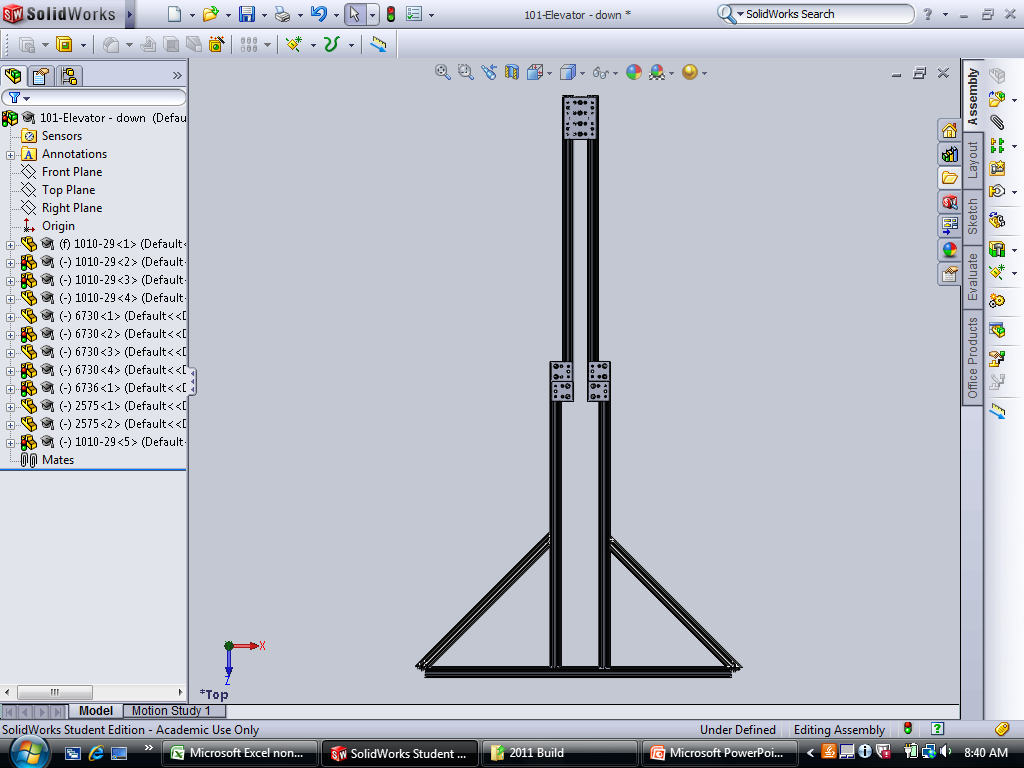 SolidWorks
101-Elevator - down *
SolidWorks Search
101-Elevator - down (Defau
Sensors
Annotations
Front Plane
Top Plane
Right Plane
Origin
(f) 1010-29<1> (Default<
(-) 1010-29<2> (Default
(-) 1010-29<3> (Default
(-) 1010-29<4> (Default
(-) 6730<1> (Default<<D
(-) 6730<2> (Default<<D
(-) 6730<3> (Default<<D
(-) 6730<4> (Default<<D
(-) 6736<1> (Default<<D
(-) 2575<1> (Default<<D
(-) 2575<2> (Default<<D
(-) 1010-29<5> (Default
Mates
Assembly
Layout
Sketch
Evaluate
Office Products
X
Z
*Top
Model
Motion Study 1
SolidWorks Student Edition - Academic Use Only
Under Defined
Editing Assembly
Microsoft Excel non...
SolidWorks Student ...
2011 Build
Microsoft PowerPoi...
8:40 AM